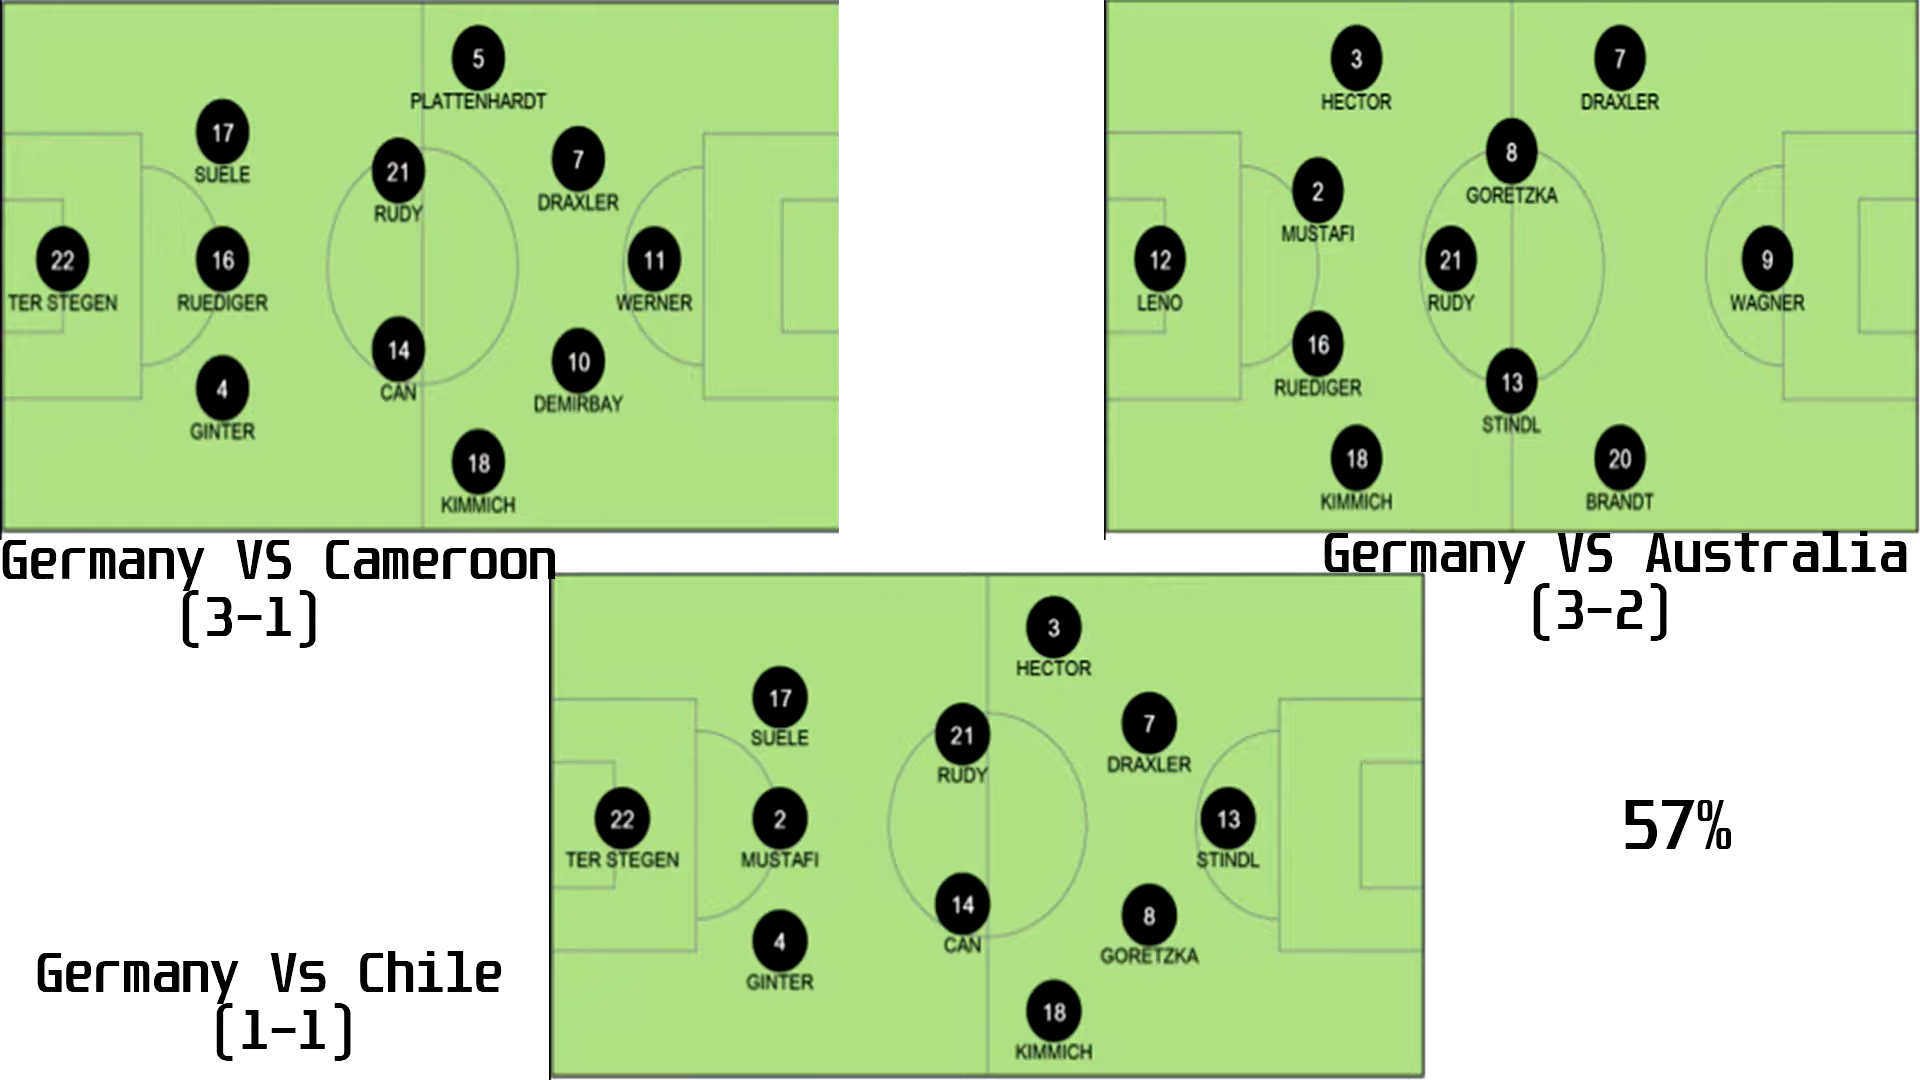 5
PLATTENHARDT
17
SUELE
21
RUDY
7
DRAXLER
22
TER STEGEN
16
RUEDIGER
11
WERNER
14
CAN
10
DEMIRBAY
4
GINTER
18
KIMMICH
Germany VS Cameroon
(3-1)
3
HECTOR
7
DRAXLER
8
GORETZKA
2
MUSTAFI
12
LENO
21
RUDY
9
WAGNER
16
RUEDIGER
13
STINDL
18
KIMMICH
20
BRANDT
Germany VS Australia
(3-2)
3
HECTOR
17
SUELE
21
RUDY
7
DRAXLER
22
TER STEGEN
2
MUSTAFI
13
STINDL
14
CAN
8
GORETZKA
4
GINTER
18
KIMMICH
57%
Germany Vs Chile
(1-1)